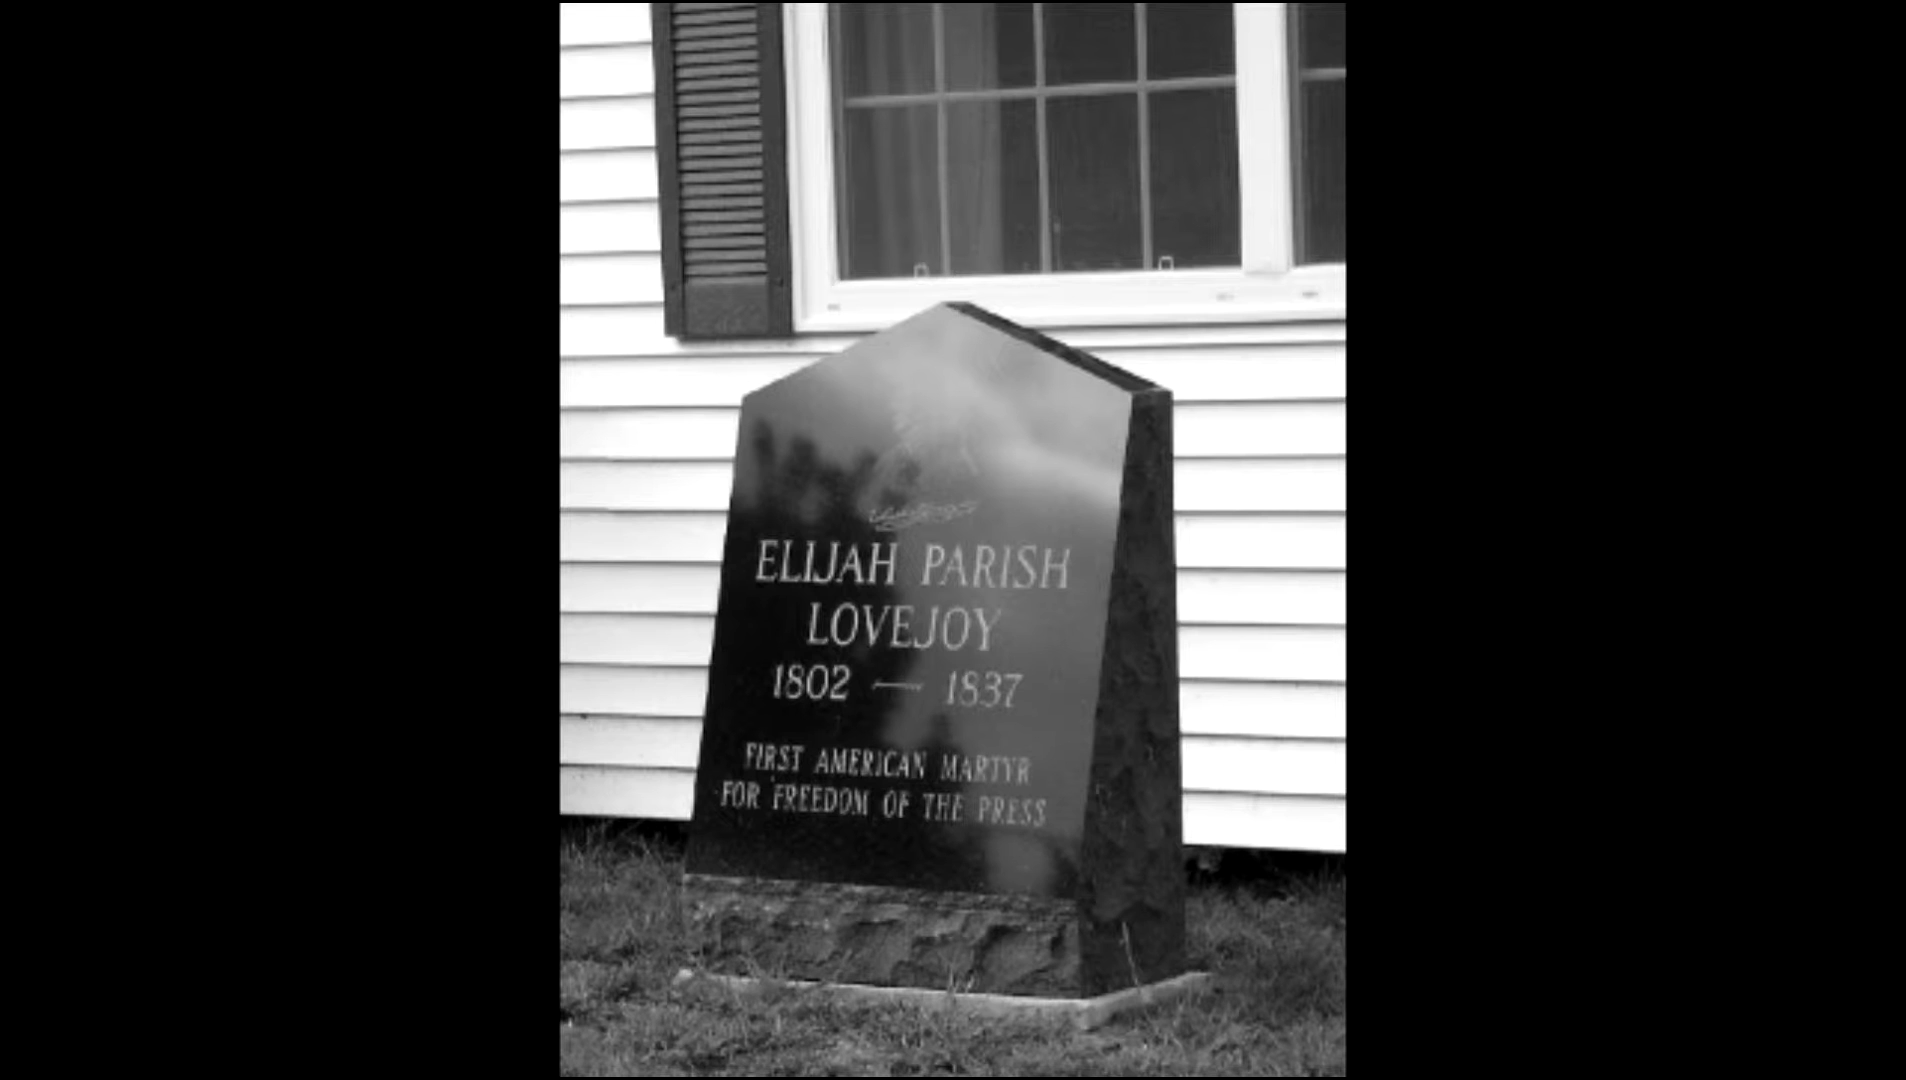 ELIJAH PARISH
LOVEJOY
1802 — 1837
FIRST AMERICAN MARTYR
FOR FREEDOM OF THE PRESS